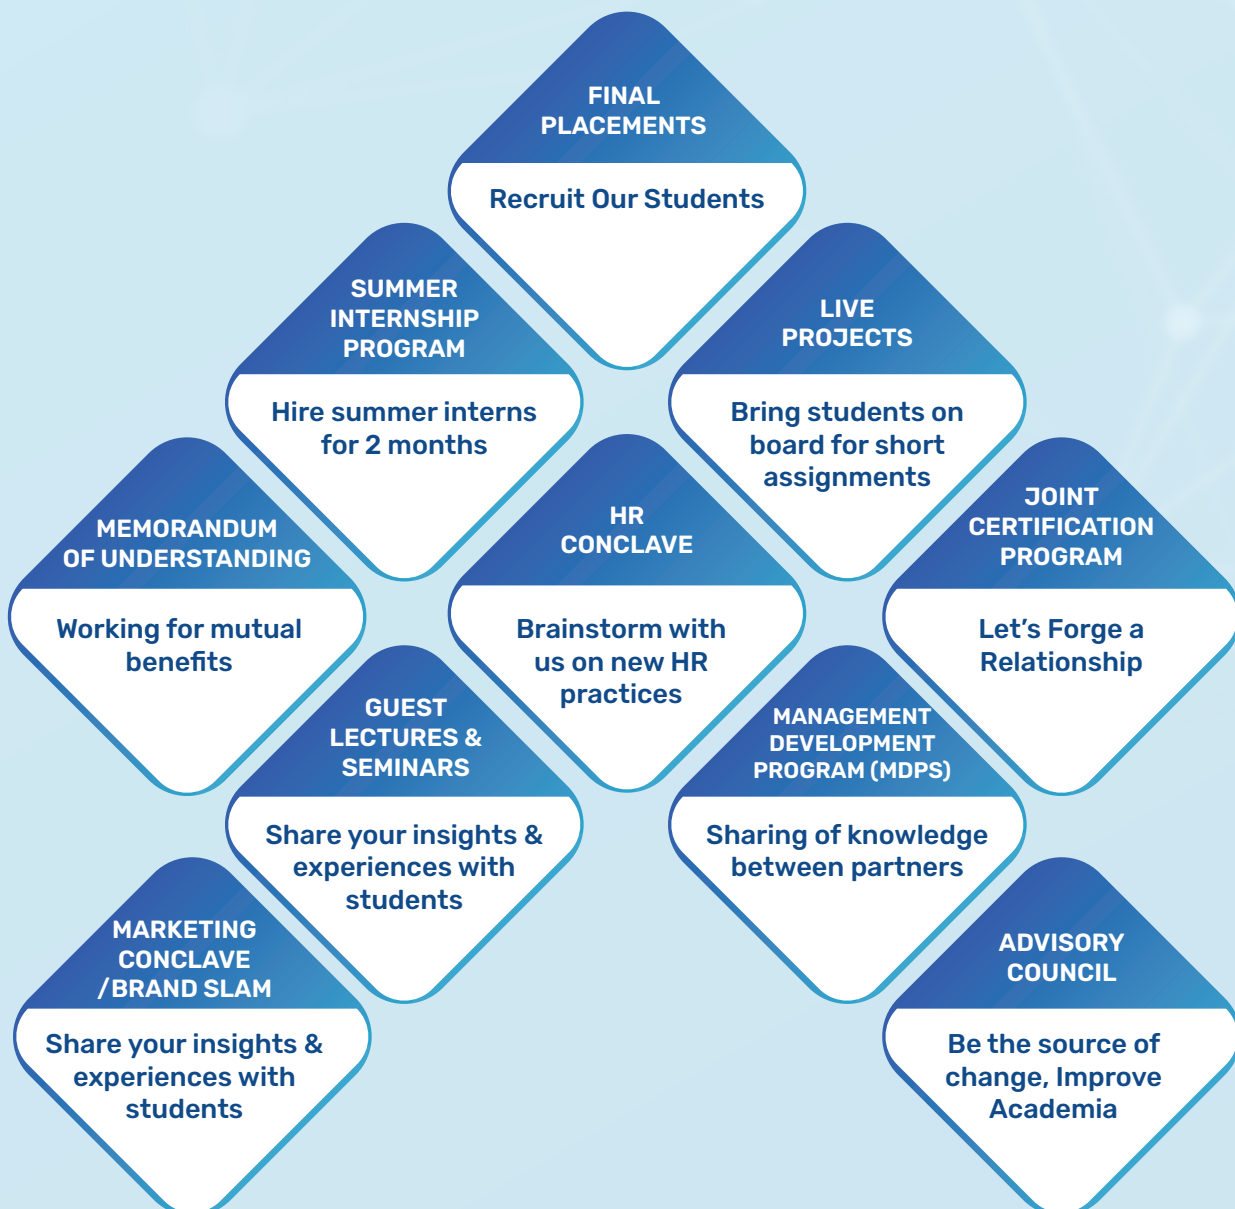 FINAL
PLACEMENTS
Recruit Our Students
SUMMER
INTERNSHIP
PROGRAM
Hire summer interns
for 2 months
LIVE
PROJECTS
Bring students on
board for short
assignments
MEMORANDUM
OF UNDERSTANDING
Working for mutual
benefits
HR
CONCLAVE
Brainstorm with
us on new HR
practices
JOINT
CERTIFICATION
PROGRAM
Let’s Forge a
Relationship
GUEST
LECTURES &
SEMINARS
Share your insights &
experiences with
students
MANAGEMENT
DEVELOPMENT
PROGRAM (MDPS)
Sharing of knowledge
between partners
MARKETING
CONCLAVE
/BRAND SLAM
Share your insights &
experiences with
students
ADVISORY
COUNCIL
Be the source of
change, Improve
Academia